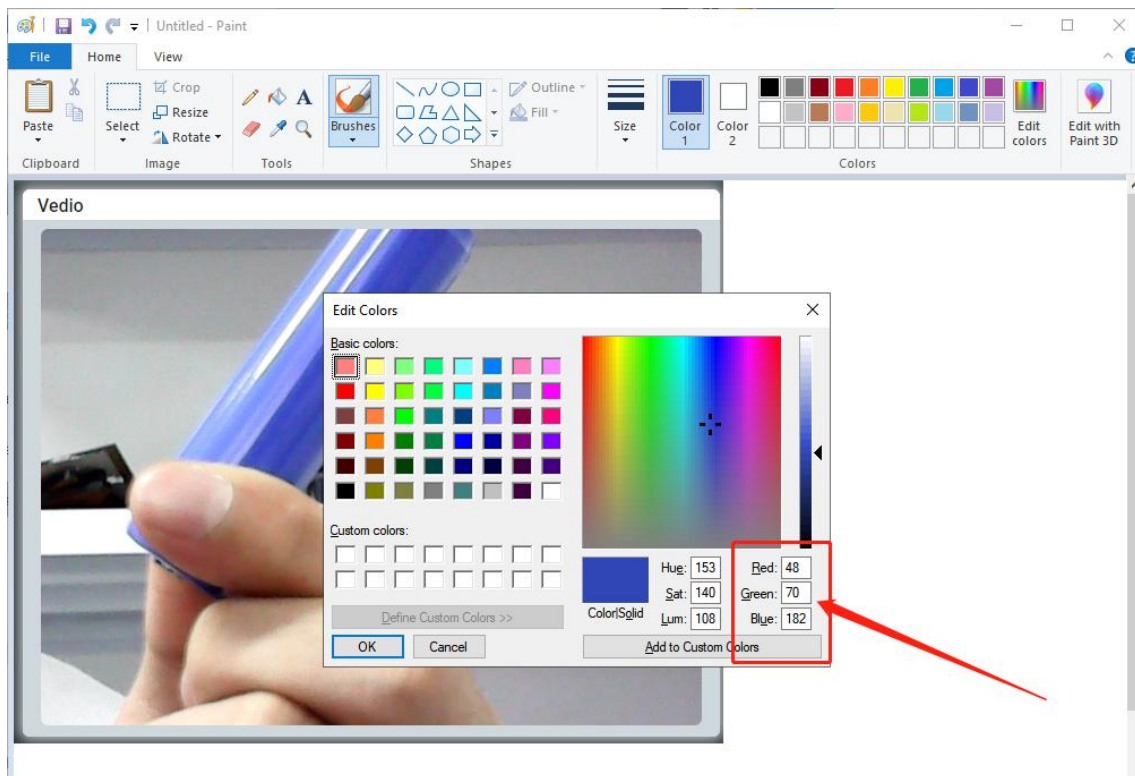 Untitled - Paint
File Home View
Paste
Clipboard
Select
Crop
Resize
Rotate
Image
A
Tools
Brushes
Outline
Fill
Shapes
Size
Color
1
Color
2
Edit
colors
Colors
Edit with
Paint 3D
Vedio
Edit Colors
Basic colors:
Custom colors:
Define Custom Colors >>
OK Cancel
Color|Solid
Hue: 153 Red: 48
Sat: 140 Green: 70
Lum: 108 Blue: 182
Add to Custom Colors